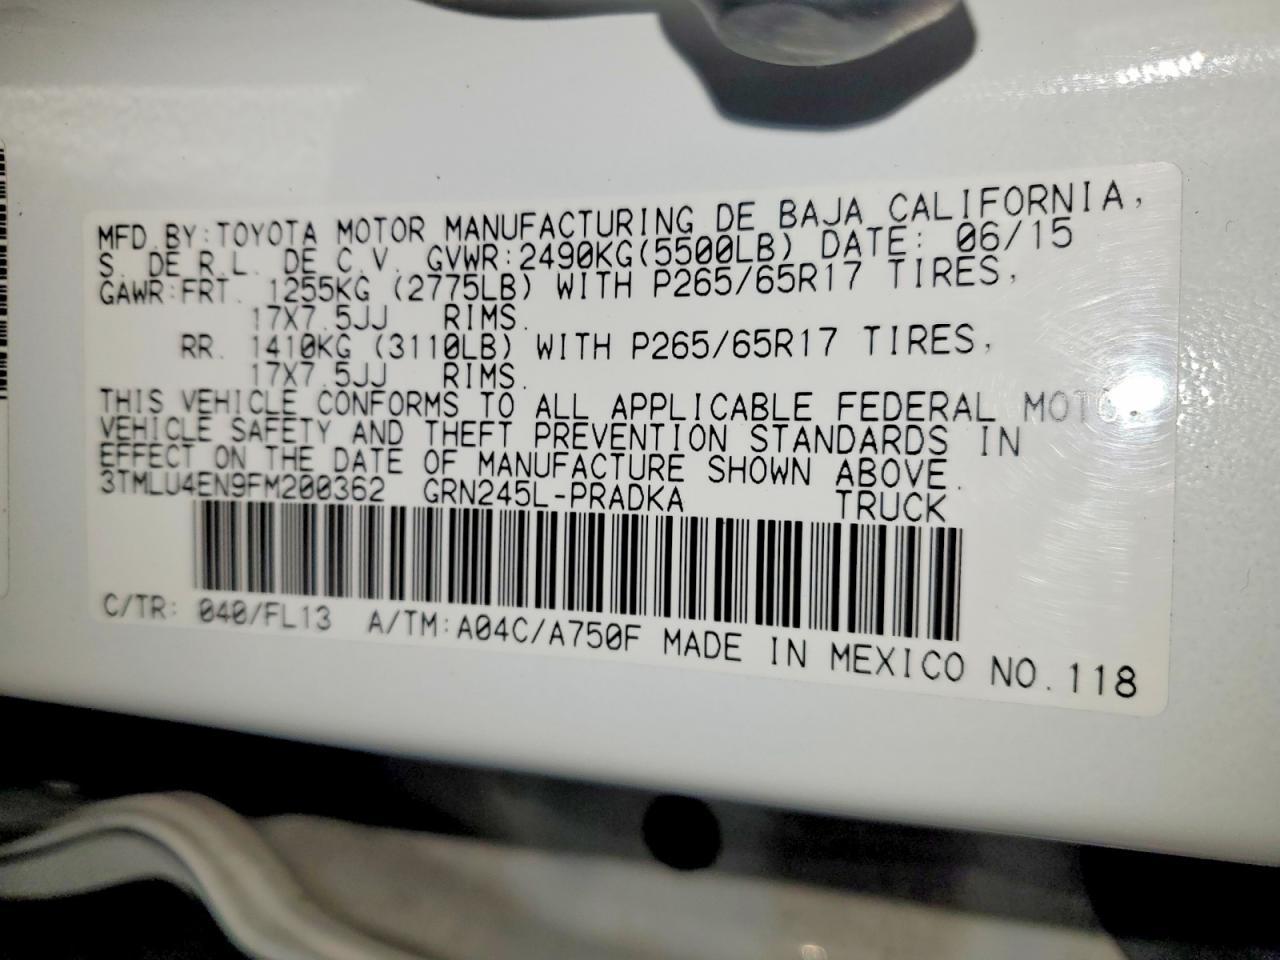 MFD.BY:TOYOTA MOTOR MANUFACTURING DE BAJA CALIFORNIA,
S. DE R.L. DE C.V. GVWR:2490KG(5500LB) DATE: 06/15
GAWR:FRT. 1255KG (2775LB) WITH P265/65R17 TIRES,
17X7.5JJ RIMS.
RR. 1410KG (3110LB) WITH P265/65R17 TIRES,
17X7.5JJ RIMS.
THIS VEHICLE CONFORMS TO ALL APPLICABLE FEDERAL MOTOR
VEHICLE SAFETY AND THEFT PREVENTION STANDARDS IN
EFFECT ON THE DATE OF MANUFACTURE SHOWN ABOVE.
3TMLU4EN9FM200362 GRN245L-PRADKA TRUCK
C/TR: 040/FL13 A/TM:A04C/A750F MADE IN MEXICO NO.118